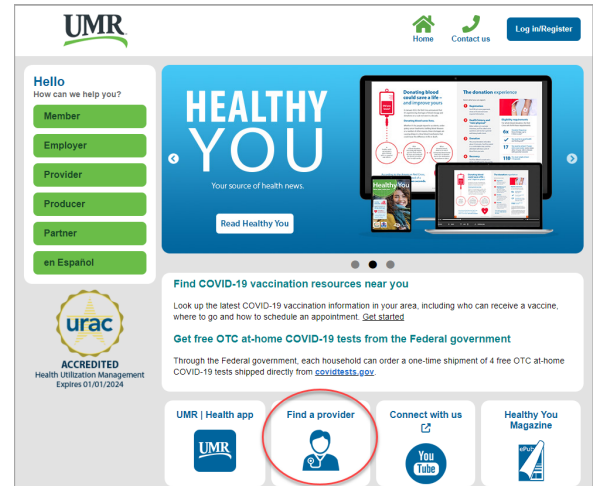 UMR
Home
Contact us
Log in/Register
Hello
How can we help you?
Member
Employer
Provider
Producer
Partner
en Español
HEALTHY
YOU
Your source of health news.
Read Healthy You
Donating blood
could save a life –
and improve yours
The donation experience
Healthy You
urac
ACCREDITED
Health Utilization Management
Expires 01/01/2024
Find COVID-19 vaccination resources near you
Look up the latest COVID-19 vaccination information in your area, including who can receive a vaccine,
where to go and how to schedule an appointment. Get started
Get free OTC at-home COVID-19 tests from the Federal government
Through the Federal government, each household can order a one-time shipment of 4 free OTC at-home
COVID-19 tests shipped directly from covidtests.gov.
UMR | Health app
UMR
Find a provider
Connect with us
You
Tube
Healthy You
Magazine
ePub